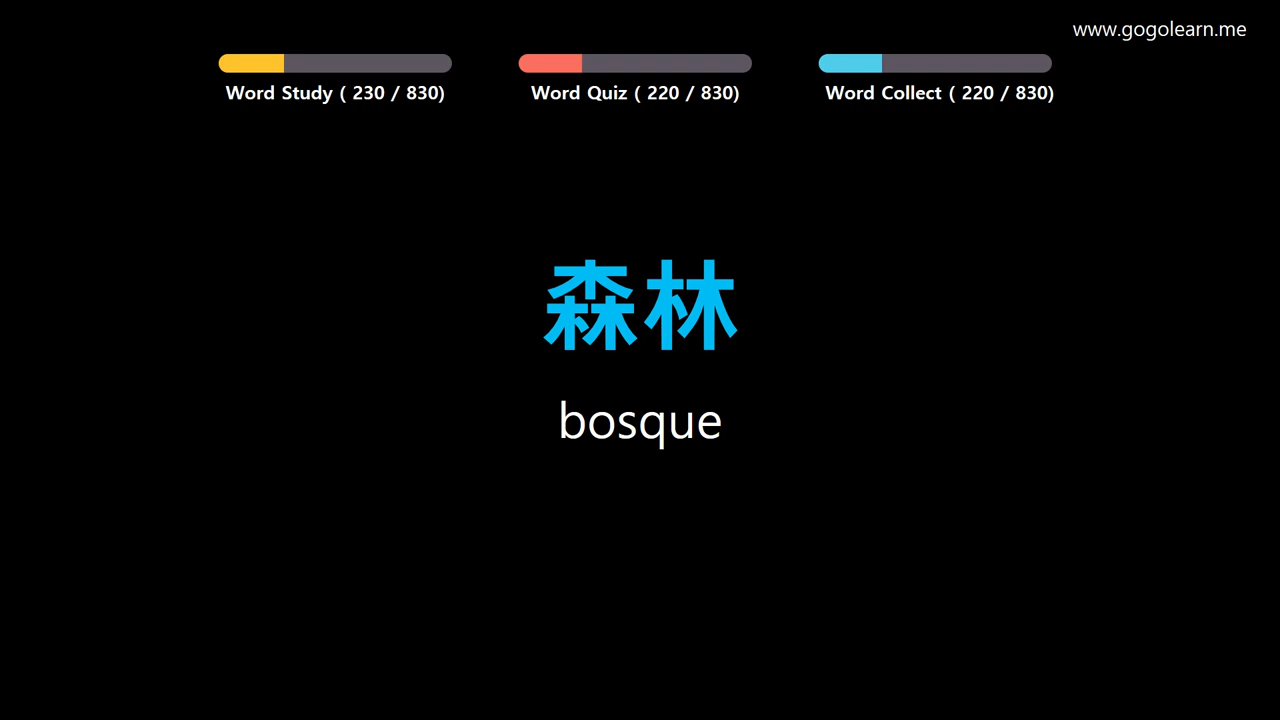 www.gogolearn.me
Word Study ( 230 / 830)
Word Quiz ( 220 / 830)
Word Collect ( 220 / 830)
森林
bosque